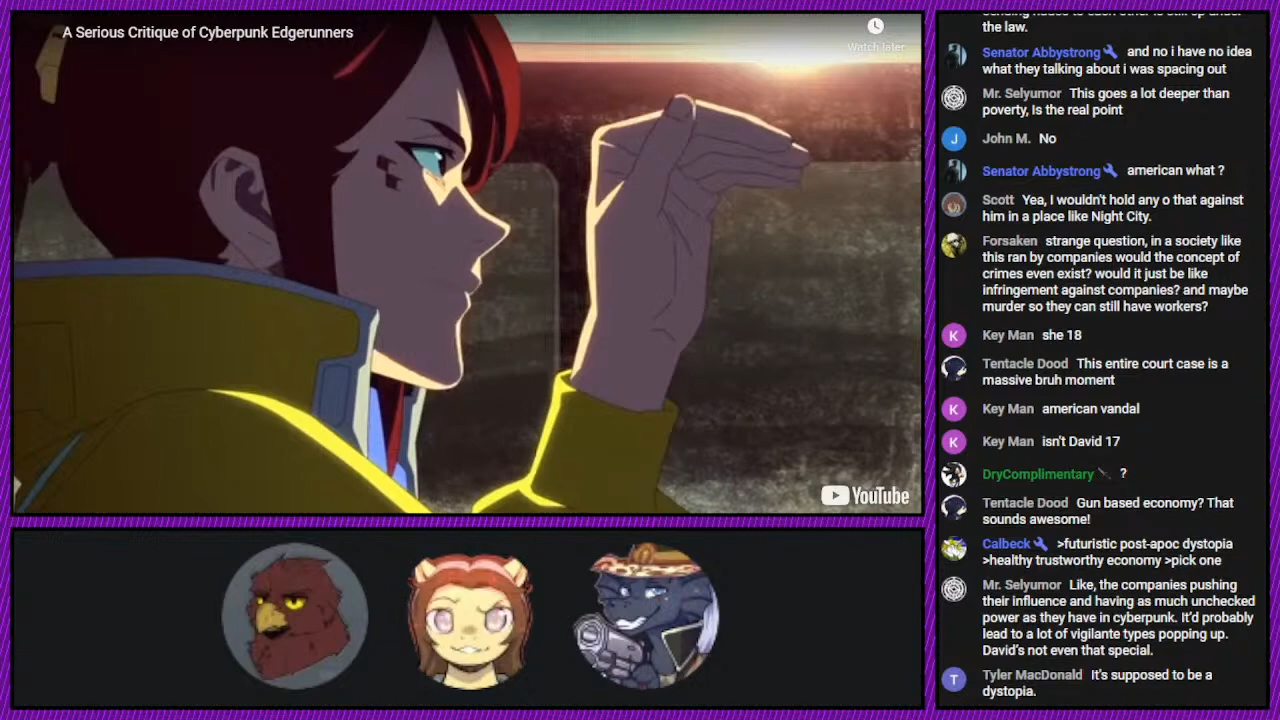 A Serious Critique of Cyberpunk Edgerunners
Watch later
YouTube
the law.
Senator Abbystrong and no i have no idea
what they talking about i was spacing out
Mr. Selyumor This goes a lot deeper than
poverty, Is the real point
John M. No
Senator Abbystrong american what ?
Scott Yea, I wouldn't hold any o that against
him in a place like Night City.
Forsaken strange question, in a society like
this ran by companies would the concept of
crimes even exist? would it just be like
infringement against companies? and maybe
murder so they can still have workers?
Key Man she 18
Tentacle Dood This entire court case is a
massive bruh moment
Key Man american vandal
Key Man isn't David 17
DryComplimentary ?
Tentacle Dood Gun based economy? That
sounds awesome!
Calbeck >futuristic post-apoc dystopia
>healthy trustworthy economy >pick one
Mr. Selyumor Like, the companies pushing
their influence and having as much unchecked
power as they have in cyberpunk. It'd probably
lead to a lot of vigilante types popping up.
David's not even that special.
Tyler MacDonald It's supposed to be a
dystopia.
J
K
K
K
T